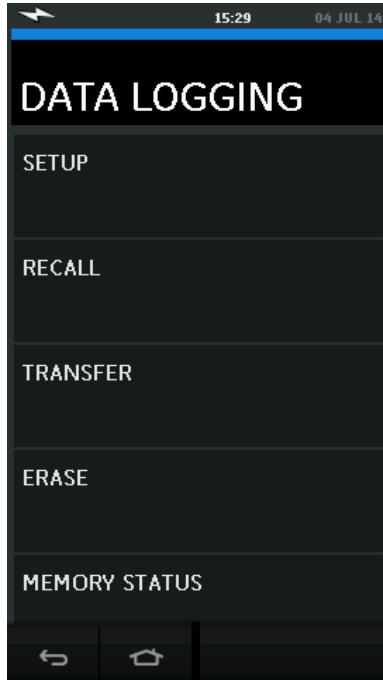 15:29 04 JUL 14
DATA LOGGING
SETUP
RECALL
TRANSFER
ERASE
MEMORY STATUS